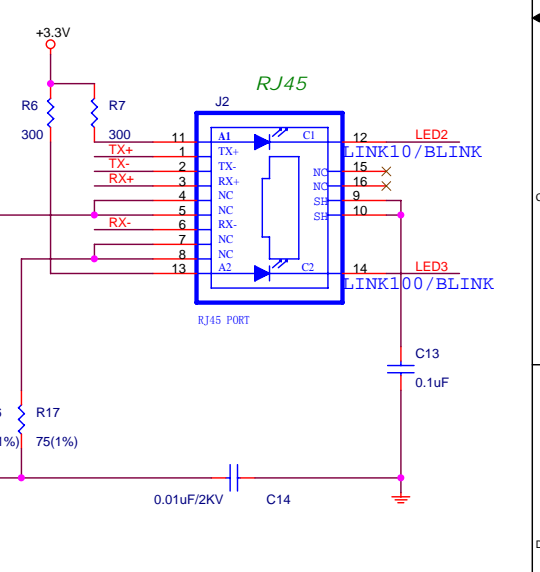 +3.3V
RJ45
J2
R6
R7
300
300
11
A1
C1
12
LED2
TX+
1
TX+
LINK10/BLINK
TX-
2
TX-
NC
15
RX+
3
RX+
NC
16
4
NC
SH
9
5
NC
SH
10
RX-
6
RX-
7
NC
8
NC
13
A2
C2
14
LED3
LINK100/BLINK
RJ45 PORT
C13
0.1uF
R17
%)
75(1%)
0.01uF/2KV
C14